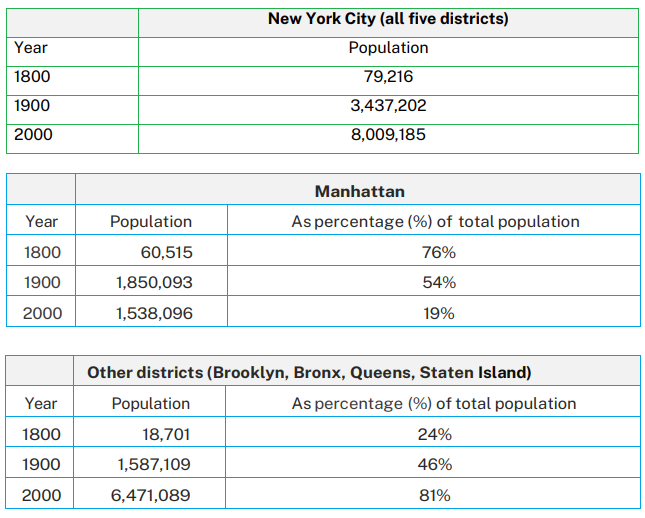 New York City (all five districts)
Year Population
1800 79,216
1900 3,437,202
2000 8,009,185
Manhattan
Year Population As percentage (%) of total population
1800 60,515 76%
1900 1,850,093 54%
2000 1,538,096 19%
Other districts (Brooklyn, Bronx, Queens, Staten Island)
Year Population As percentage (%) of total population
1800 18,701 24%
1900 1,587,109 46%
2000 6,471,089 81%